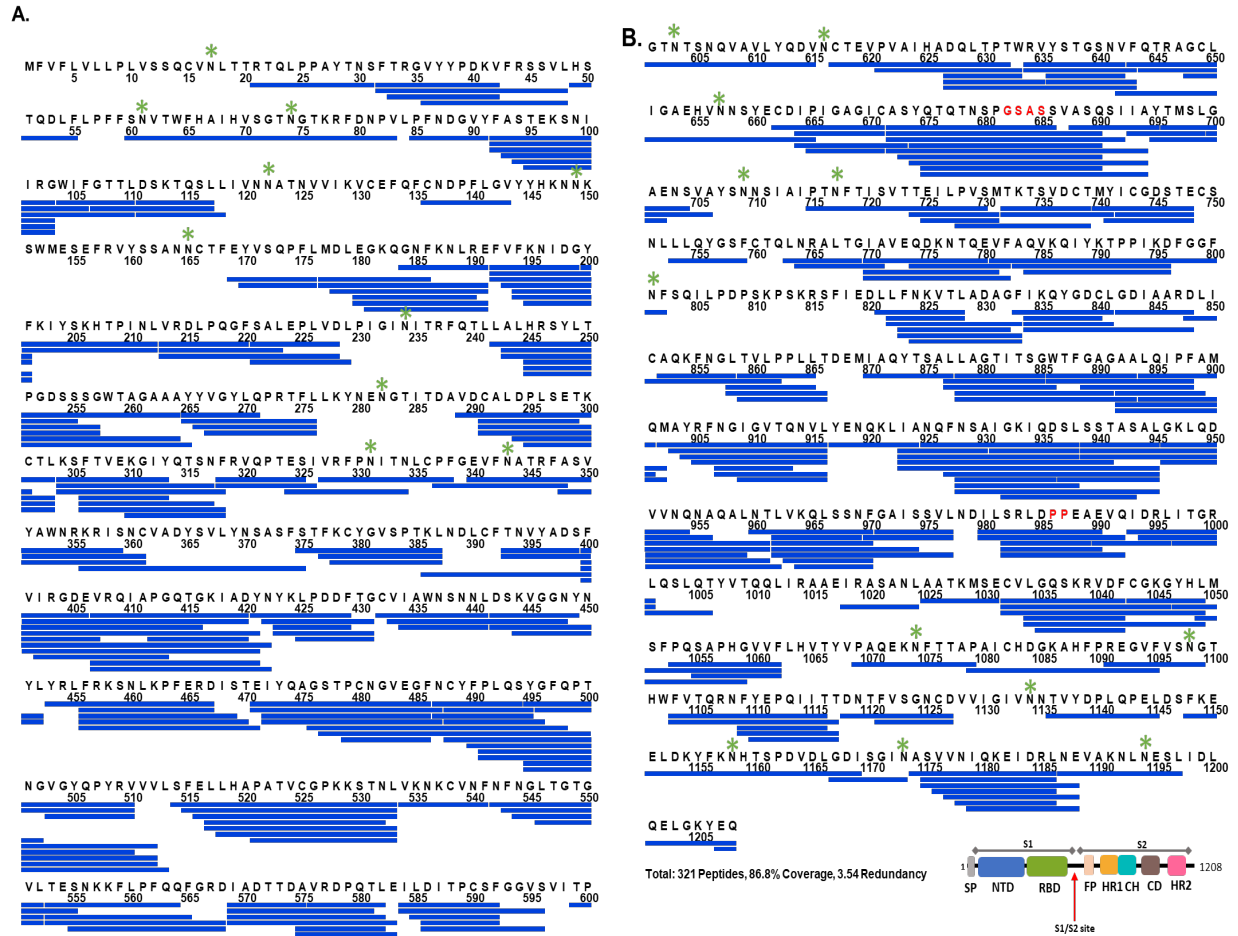 A.
MFVFLVLLPLVSSQCVNLTTRTQLPPAYTNSFTRGVYYPDKVFRSSVLHS
5 10 15 20 25 30 35 40 45 50
TQDLFLPFFSNVTWFHAIHVSGTNGTKRFDNPVLPFNDGVYFASTEKSNI
55 60 65 70 75 80 85 90 95 100
IRGWIFGTTLDSKTQSLLIVNNATNVVIKVCEFQFCNDPFLGVYYHKNNK
105 110 115 120 125 130 135 140 145 150
SWMESEFRVYSSANNCTFEYVSQPFLMDLEGKQGNFKNLREFVFKNIDGY
155 160 165 170 175 180 185 190 195 200
FKIYSKHTPINLVRDLPQGFSALEPLVDLPIGINITRFQTLLALHRSYLT
205 210 215 220 225 230 235 240 245 250
PGDSSSGWTAGAAAYYVGYLQPRTFLLKYNENGTITDAVDCALDPLSETK
255 260 265 270 275 280 285 290 295 300
CTLKSFTVEKGIYQTSNFRVQPTESIVRFPNITNLCPFGEVFNATRFASV
305 310 315 320 325 330 335 340 345 350
YAWNRKRISNCVADYSVLYNSASFSTFKCYGVSPTKLNDLCFTNVYADSF
355 360 365 370 375 380 385 390 395 400
VIRGDEVRQIAPGQTGKIADYNYKLPDDFTGCVIAWNSNNLDSKVGGNYN
405 410 415 420 425 430 435 440 445 450
YLYRLFRKSNLKPFERDISTEIYQAGSTPCNGVEGFNCYFPLQSYGFQPT
455 460 465 470 475 480 485 490 495 500
NGVGYQPYRVVVLSFELLHAPATVCGPKKSTNLVKNKCVNFNFNGLTGTG
505 510 515 520 525 530 535 540 545 550
VLTESNKKFLPFQQFGRDIADTTDAVRDPQTLEILDITPCSFGGVSVITP
555 560 565 570 575 580 585 590 595 600
B.
GTNTSNQVAVLYQDVNCTEVPVAIHADQLTPTWRVYSTGSNVFQTRAGCL
605 610 615 620 625 630 635 640 645 650
IGAEHVNNSYECDIPIGAGICASYQTQTNSPGSASSVASQSIIAYTMSLG
655 660 665 670 675 680 685 690 695 700
AENSVAYSNNSIAIPTNFTISVTTEILPVSMTKTSVDCTMYICGDSTECS
705 710 715 720 725 730 735 740 745 750
NLLLQYGSFCTQLNRALTGIAVEQDKNTQEVFAQVKQIYKTPPIKDFGGF
755 760 765 770 775 780 785 790 795 800
NFSQILPDPSKPSKRSFIEDLLFNKVTLADAGFIKQYGDCLGDIAARDLI
805 810 815 820 825 830 835 840 845 850
CAQKFNGLTVLPPLLTDEMIAQYTSALLAGTITSGWTFGAGAALQIPFAM
855 860 865 870 875 880 885 890 895 900
QMAYRFNGIGVTQNVLYENQKLIANQFNSAIGKIQDSLSSTASALGKLQD
905 910 915 920 925 930 935 940 945 950
VVNQNAQALNTLVKQLSSNFGAISSVLNDILSRLDPPEAEVQIDRLITGR
955 960 965 970 975 980 985 990 995 1000
LQSLQTYVTQQLIRAAEIRASANLAATKMSECVLGQSKRVDFCGKGYHLM
1005 1010 1015 1020 1025 1030 1035 1040 1045 1050
SFPQSAPHGVVFLHVTYVPAQEKNFTTAPAICHDGKAHFPREGVFVSNGT
1055 1060 1065 1070 1075 1080 1085 1090 1095 1100
HWFVTQRNFYEPQIITTDNTFVSGNCDVVIGIVNNTVYDPLQPELDSFKE
1105 1110 1115 1120 1125 1130 1135 1140 1145 1150
ELDKYFKNHTSPDVDLGDISGINASVVNIQKEIDRLNEVAKNLNESLIDL
1155 1160 1165 1170 1175 1180 1185 1190 1195 1200
QELGKYEQ
1205
Total: 321 Peptides, 86.8% Coverage, 3.54 Redundancy
S1 S2
1 1208
SP NTD RBD FP HR1 CH CD HR2
S1/S2 site